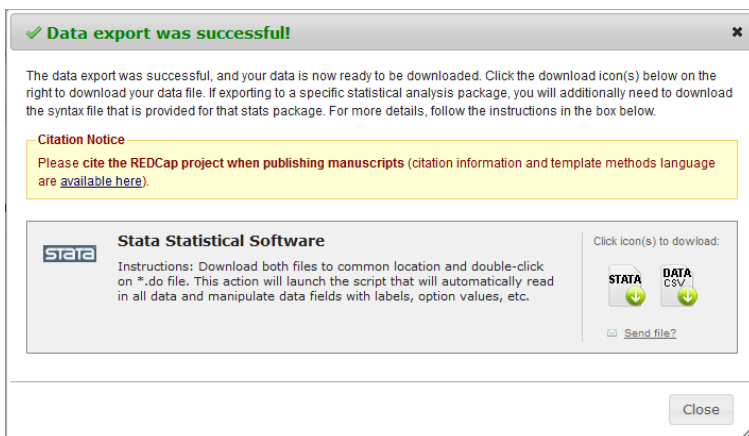 Data export was successful!
The data export was successful, and your data is now ready to be downloaded. Click the download icon(s) below on the
right to download your data file. If exporting to a specific statistical analysis package, you will additionally need to download
the syntax file that is provided for that stats package. For more details, follow the instructions in the box below.
Citation Notice
Please cite the REDCap project when publishing manuscripts (citation information and template methods language
are available here).
STATA
Stata Statistical Software
Instructions: Download both files to common location and double-click
on *.do file. This action will launch the script that will automatically read
in all data and manipulate data fields with labels, option values, etc.
Click icon(s) to dowload:
STATA
DATA
CSV
Send file?
Close